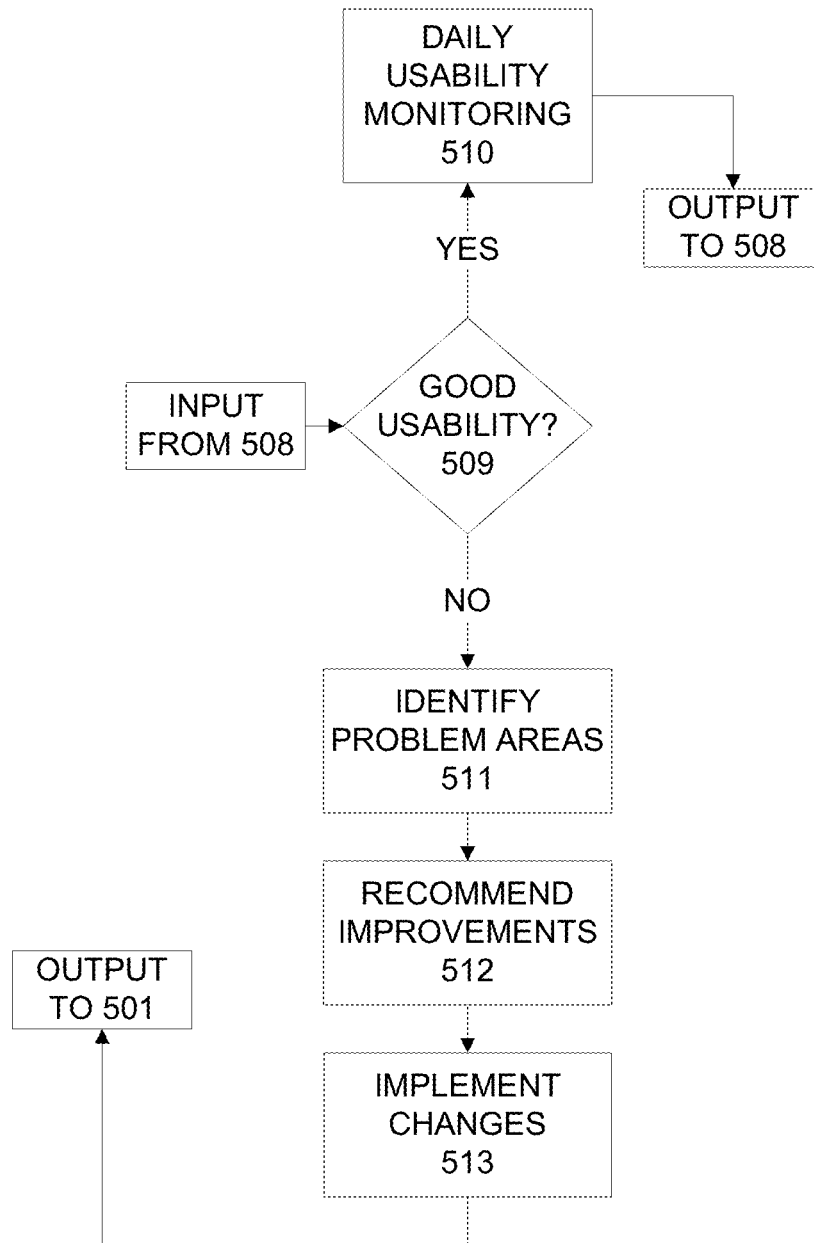 DAILY
USABILITY
MONITORING
510
OUTPUT
TO 508
YES
GOOD
USABILITY?
509
INPUT
FROM 508
NO
IDENTIFY
PROBLEM AREAS
511
RECOMMEND
IMPROVEMENTS
512
OUTPUT
TO 501
IMPLEMENT
CHANGES
513